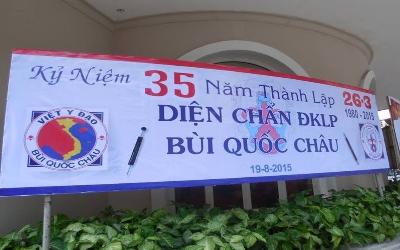 Kỷ Niệm 35 Năm Thành Lập 26-3
1980 - 2015
DIỆN CHẨN ĐKLP
BÙI QUỐC CHÂU
19-8-2015
VIỆT Y ĐẠO
BÙI QUỐC CHÂU